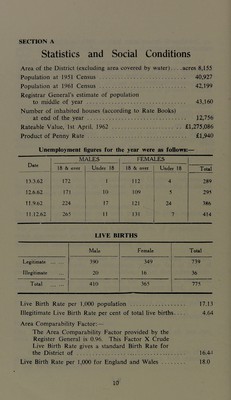 SECTION A
Statistics and Social Conditions
Area of the District (excluding area covered by water)....acres 8,155
Population at 1951 Census .................... 40,927
Population at 1961 Census .................... 42,199
Registrar General's estimate of population
to middle of year .................... 43,160
Number of inhabited houses (according to Rate Books)
at end of year .................... 12,756
Rateable Value, 1st April, 1962 .................... £1,275,086
Product of Penny Rate .................... £1,940
Unemployment figures for the year were as follows:—
Date MALES FEMALES
18 & over Under 18 18 & over Under 18 Total
13.3.62 172 1 112 4 289
12.6.62 171 10 109 5 295
11.9.62 224 17 121 24 386
11.12.62 265 11 131 7 414
LIVE BIRTHS
Male Female Total
Legitimate ... ... 390 349 739
Illegitimate ... ... 20 16 36
Total ... ... 410 365 775
Live Birth Rate per 1,000 population .................... 17.13
Illegitimate Live Birth Rate per cent of total live births.... 4.64
Area Comparability Factor:—
The Area Comparability Factor provided by the
Register General is 0.96. This Factor X Crude
Live Birth Rate gives a standard Birth Rate for
the District of .................... 16.44
Live Birth Rate per 1,000 for England and Wales ........ 18.0
10